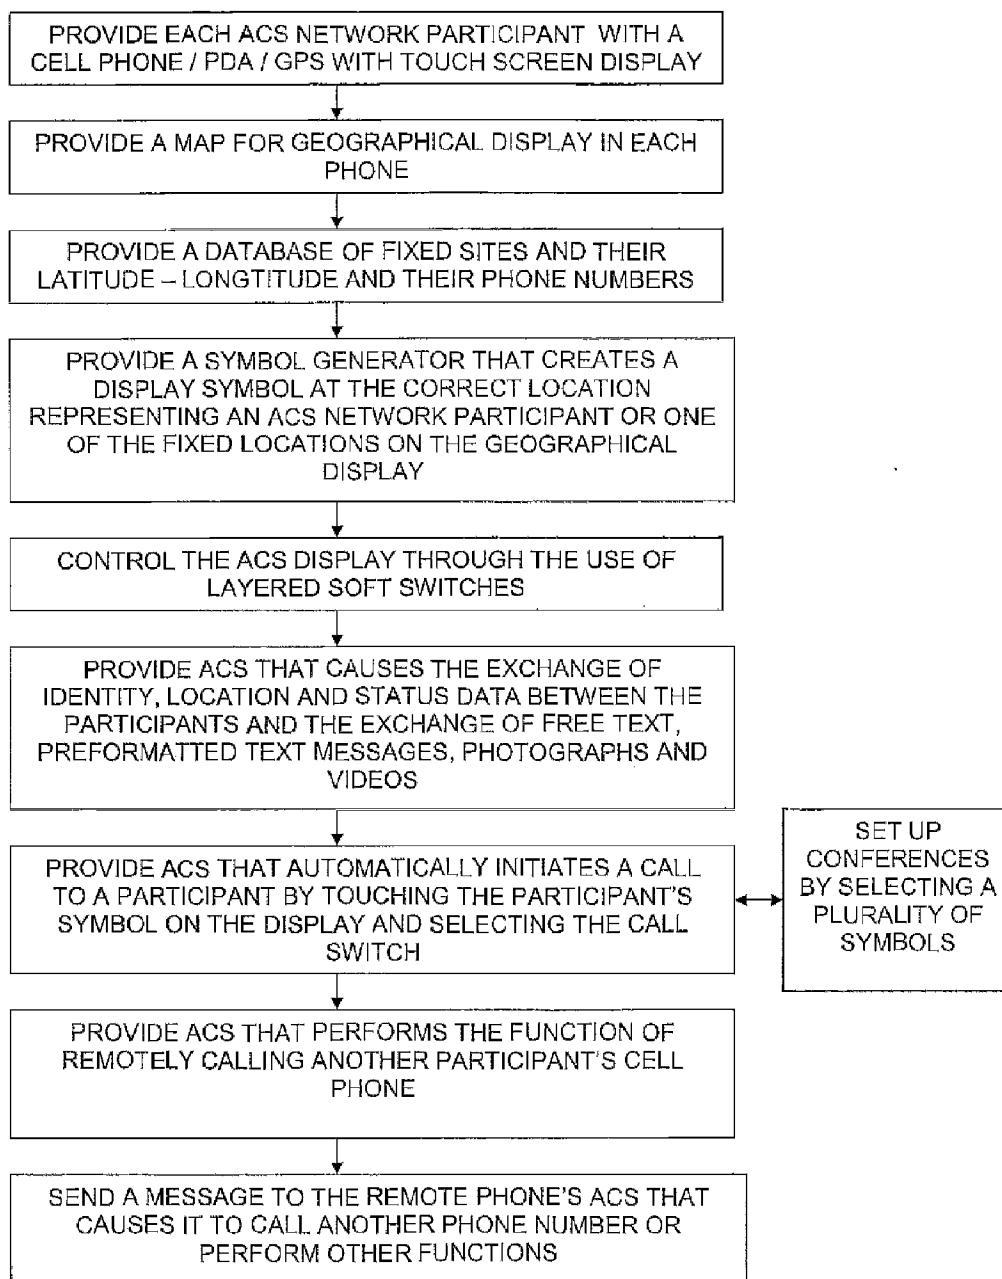 PROVIDE EACH ACS NETWORK PARTICIPANT WITH A
CELL PHONE / PDA / GPS WITH TOUCH SCREEN DISPLAY
PROVIDE A MAP FOR GEOGRAPHICAL DISPLAY IN EACH
PHONE
PROVIDE A DATABASE OF FIXED SITES AND THEIR
LATITUDE – LONGTITUDE AND THEIR PHONE NUMBERS
PROVIDE A SYMBOL GENERATOR THAT CREATES A
DISPLAY SYMBOL AT THE CORRECT LOCATION
REPRESENTING AN ACS NETWORK PARTICIPANT OR ONE
OF THE FIXED LOCATIONS ON THE GEOGRAPHICAL
DISPLAY
CONTROL THE ACS DISPLAY THROUGH THE USE OF
LAYERED SOFT SWITCHES
PROVIDE ACS THAT CAUSES THE EXCHANGE OF
IDENTITY, LOCATION AND STATUS DATA BETWEEN THE
PARTICIPANTS AND THE EXCHANGE OF FREE TEXT,
PREFORMATTED TEXT MESSAGES, PHOTOGRAPHS AND
VIDEOS
PROVIDE ACS THAT AUTOMATICALLY INITIATES A CALL
TO A PARTICIPANT BY TOUCHING THE PARTICIPANT'S
SYMBOL ON THE DISPLAY AND SELECTING THE CALL
SWITCH
SET UP
CONFERENCES
BY SELECTING A
PLURALITY OF
SYMBOLS
PROVIDE ACS THAT PERFORMS THE FUNCTION OF
REMOTELY CALLING ANOTHER PARTICIPANT'S CELL
PHONE
SEND A MESSAGE TO THE REMOTE PHONE'S ACS THAT
CAUSES IT TO CALL ANOTHER PHONE NUMBER OR
PERFORM OTHER FUNCTIONS